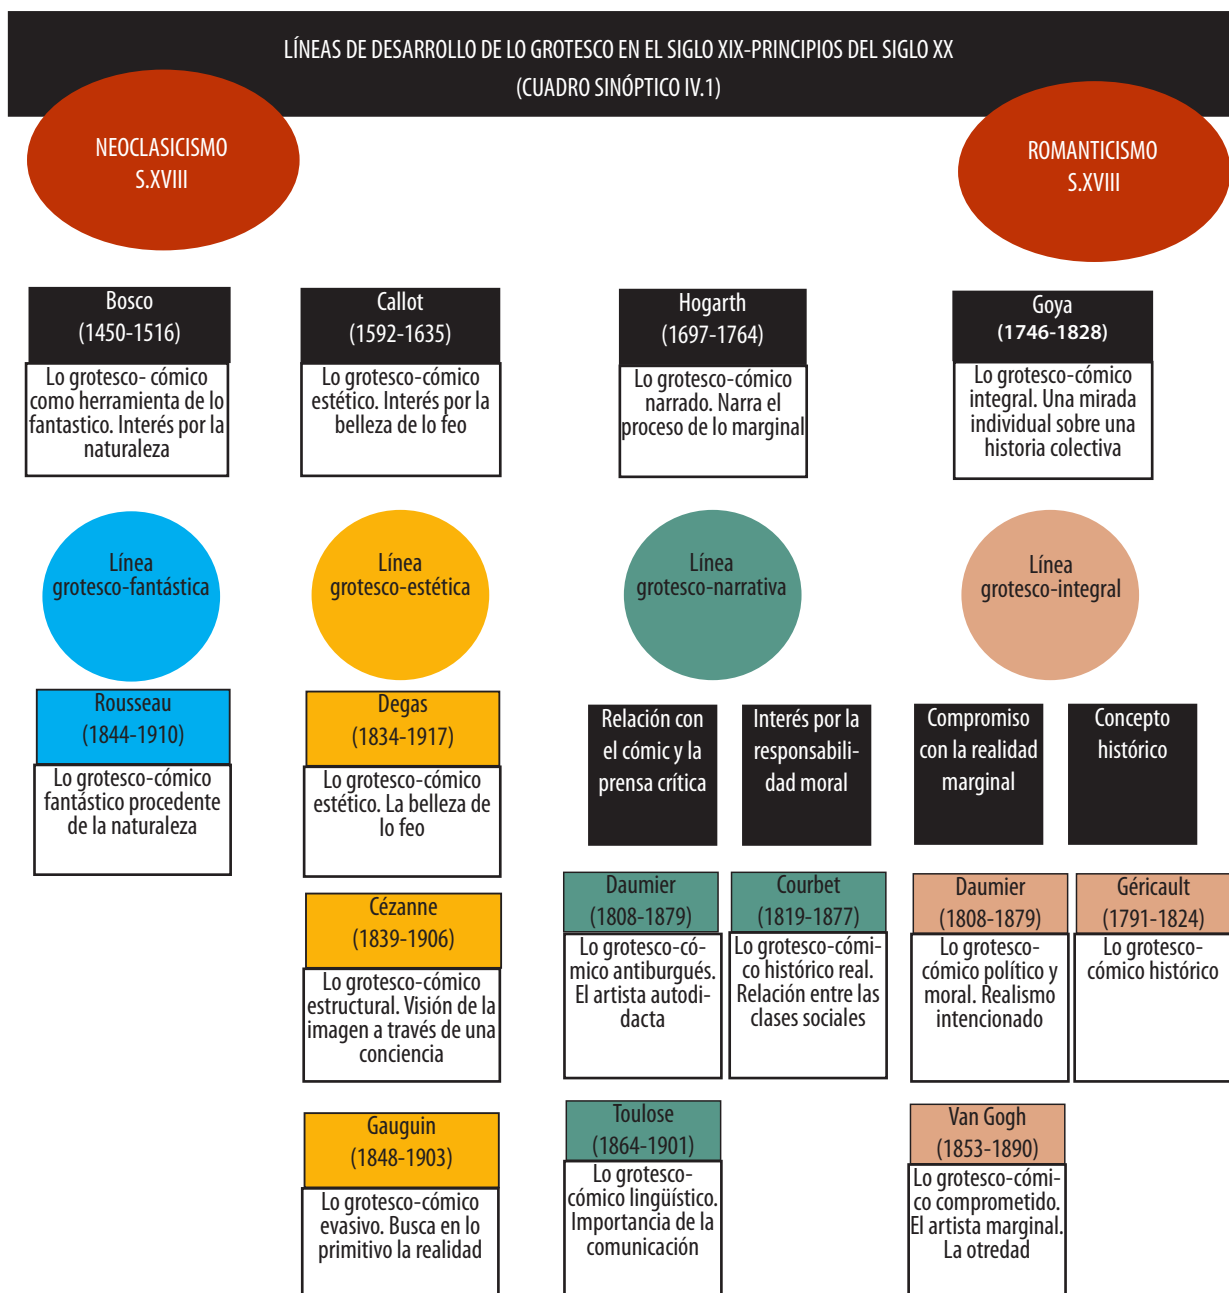 LÍNEAS DE DESARROLLO DE LO GROTESCO EN EL SIGLO XIX-PRINCIPIOS DEL SIGLO XX
(CUADRO SINÓPTICO IV.1)
NEOCLASICISMO
S.XVIII
ROMANTICISMO
S.XVIII
Bosco
(1450-1516)
Lo grotesco- cómico
como herramienta de lo
fantastico. Interés por la
naturaleza
Callot
(1592-1635)
Lo grotesco-cómico
estético. Interés por la
belleza de lo feo
Hogarth
(1697-1764)
Lo grotesco-cómico
narrado. Narra el
proceso de lo marginal
Goya
(1746-1828)
Lo grotesco-cómico
integral. Una mirada
individual sobre una
historia colectiva
Línea
grotesco-fantástica
Línea
grotesco-estética
Línea
grotesco-narrativa
Línea
grotesco-integral
Rousseau
(1844-1910)
Lo grotesco-cómico
fantástico procedente
de la naturaleza
Degas
(1834-1917)
Lo grotesco-cómico
estético. La belleza de
lo feo
Relación con
el cómic y la
prensa crítica
Interés por la
responsabili-
dad moral
Compromiso
con la realidad
marginal
Concepto
histórico
Cézanne
(1839-1906)
Lo grotesco-cómico
estructural. Visión de la
imagen a través de una
conciencia
Daumier
(1808-1879)
Lo grotesco-có-
mico antiburgués.
El artista autodi-
dacta
Courbet
(1819-1877)
Lo grotesco-cómi-
co histórico real.
Relación entre las
clases sociales
Daumier
(1808-1879)
Lo grotesco-
cómico político y
moral. Realismo
intencionado
Géricault
(1791-1824)
Lo grotesco-
cómico histórico
Gauguin
(1848-1903)
Lo grotesco-cómico
evasivo. Busca en lo
primitivo la realidad
Toulose
(1864-1901)
Lo grotesco-
cómico lingüístico.
Importancia de la
comunicación
Van Gogh
(1853-1890)
Lo grotesco-cómi-
co comprometido.
El artista marginal.
La otredad